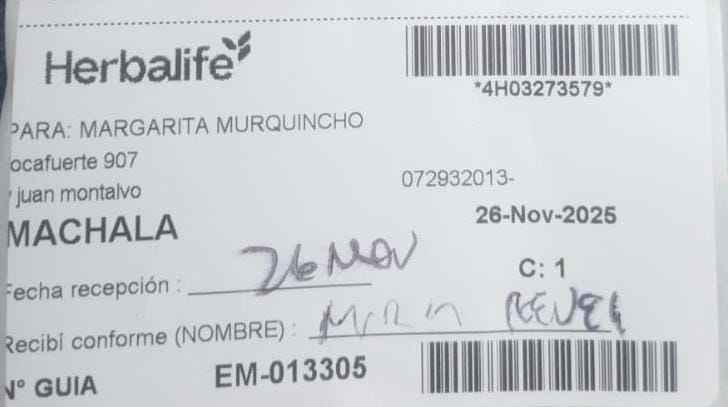 Herbalife
*4H03273579*
PARA: MARGARITA MURQUINCHO
ocafuerte 907
juan montalvo
072932013-
MACHALA
26-Nov-2025
Fecha recepción : 26 NOV
C: 1
Recibí conforme (NOMBRE) :
N° GUIA EM-013305